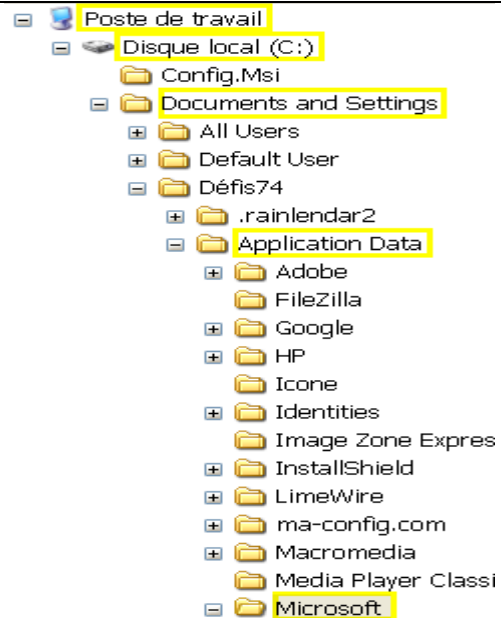 Poste de travail
Disque local (C:)
Config.Msi
Documents and Settings
All Users
Default User
Défis74
.rainlendar2
Application Data
Adobe
FileZilla
Google
HP
Icone
Identities
Image Zone Expres
InstallShield
LimeWire
ma-config.com
Macromedia
Media Player Classi
Microsoft